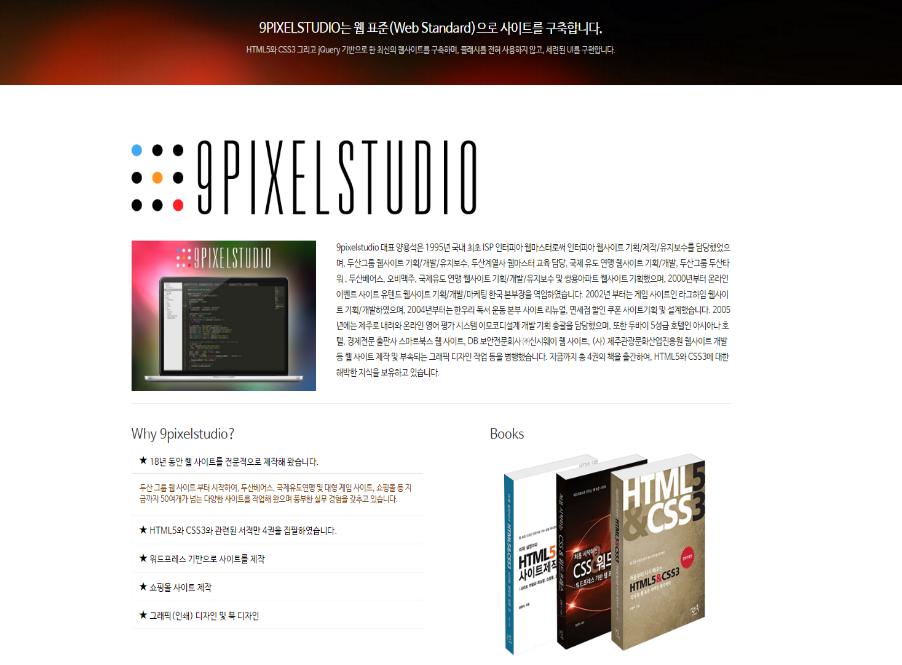 9PIXELSTUDIO는 웹 표준(Web Standard)으로 사이트를 구축합니다.
HTML5와 CSS3 그리고 jQuery 기반으로 한 최신의 웹사이트를 구축하며, 플래시를 전혀 사용하지 않고, 세련된 UI를 구현합니다.
9PIXELSTUDIO
9PIXELSTUDIO
9pixelstudio 대표 양용석은 1995년 국내 최초 ISP 인터피아 웹마스터로써 인터피아 웹사이트 기획/제작/유지보수를 담당했었으
며, 두산그룹 웹사이트 기획/개발/유지보수, 두산계열사 웹마스터 교육 담당, 국제 유도 연맹 웹사이트 기획/개발, 두산그룹 두산타
워, 두산베어스, 오비맥주, 국제유도 연맹 웹사이트 기획/개발/유지보수 및 쌍용아파트 웹사이트 기획했으며, 2000년부터 온라인
이벤트 사이트 유텐드 웹사이트 기획/개발/마케팅 한국 본부장을 역임하였습니다. 2002년 부터는 게임 사이트인 라그하임 웹사이
트 기획/개발하였으며, 2004년부터는 한우리 독서 운동 본부 사이트 리뉴얼, 면세점 할인 쿠폰 사이트기획 및 설계했습니다. 2005
년에는 제주로 내려와 온라인 영어 평가 시스템 이모코디설계 개발 기획 총괄을 담당했으며, 또한 두바이 5성급 호텔인 아시아나 호
텔, 경제전문 출판사 스마트북스 웹 사이트, DB 보안전문회사 ㈜신시웨이 웹 사이트, (사) 제주관광문화산업진흥원 웹사이트 개발
등 웹 사이트 제작 및 부속되는 그래픽 디자인 작업 등을 병행했습니다. 지금까지 총 4권의 책을 출간하여, HTML5와 CSS3에 대한
해박한 지식을 보유하고 있습니다.
Why 9pixelstudio?
Books
★ 18년 동안 웹 사이트를 전문적으로 제작해 왔습니다.
두산 그룹 웹 사이트 부터 시작하여, 두산베어스, 국제유도연맹 및 대형 게임 사이트, 쇼핑몰 등 지
금까지 50여개가 넘는 다양한 사이트를 작업해 왔으며 풍부한 실무 경험을 갖추고 있습니다.
★ HTML5와 CSS3와 관련된 서적만 4권을 집필하였습니다.
★ 워드프레스 기반으로 사이트를 제작
★ 쇼핑몰 사이트 제작
★ 그래픽(인쇄) 디자인 및 북 디자인
HTML5
사이트제작
CSS
워드
HTML5
&CSS3
HTML5&CSS3